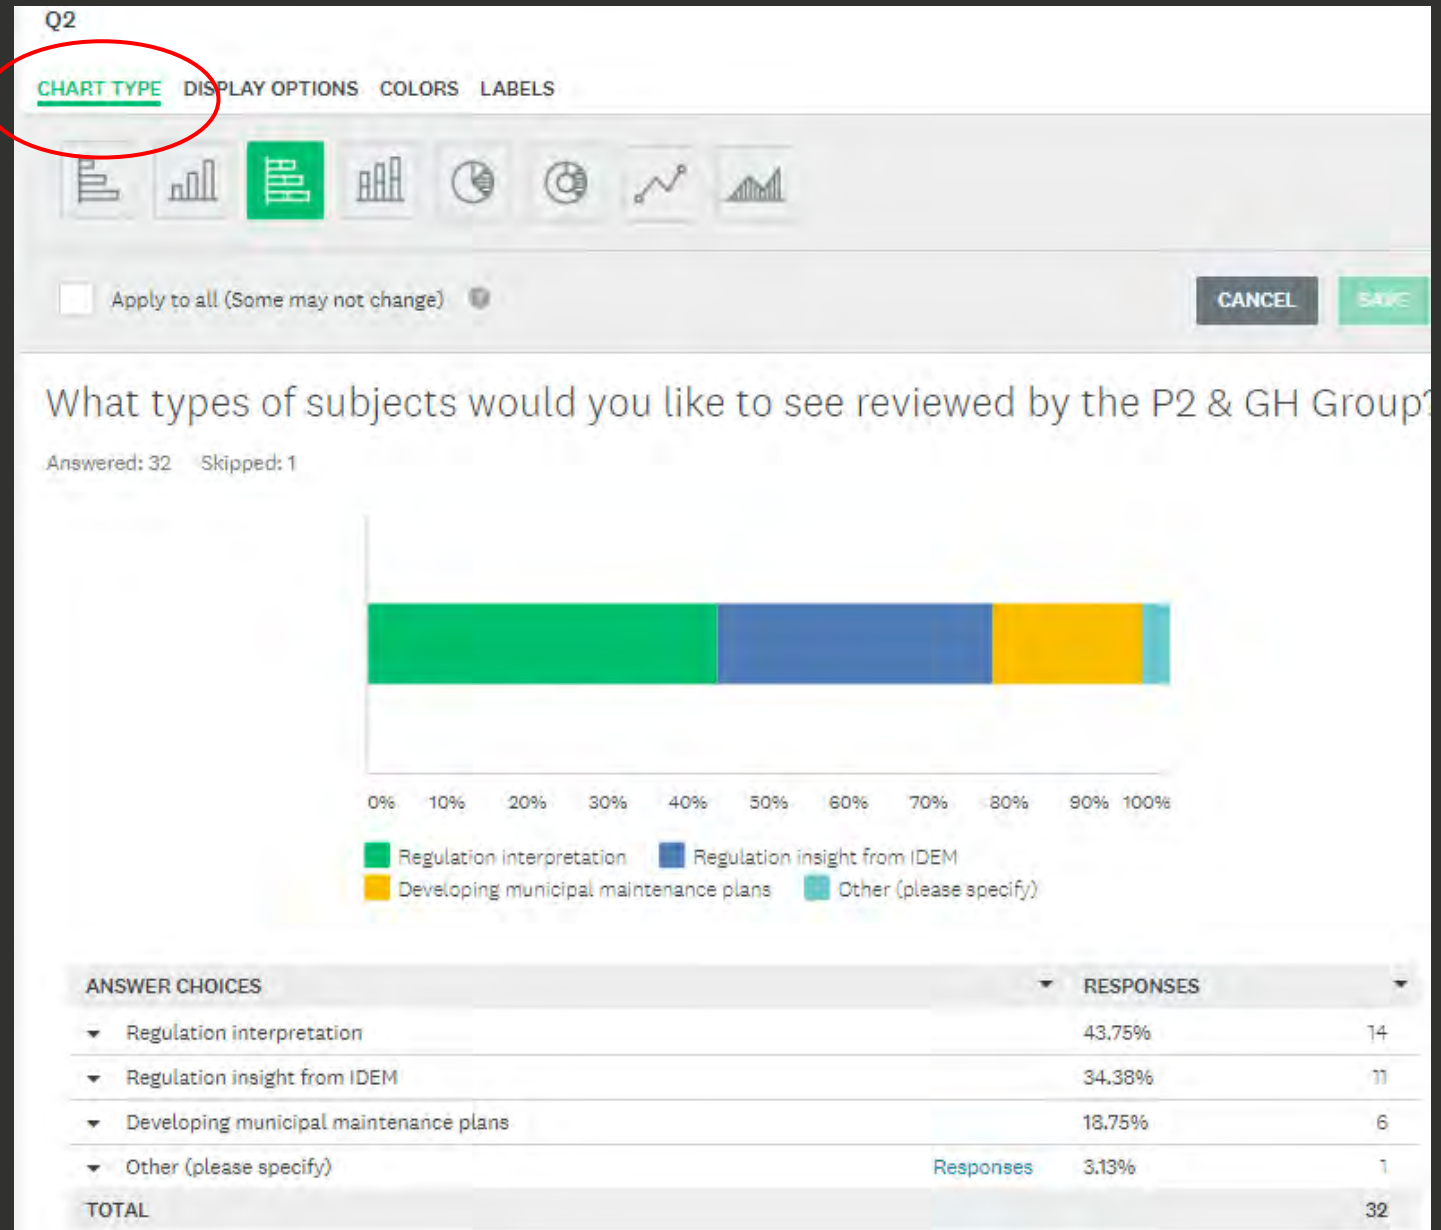 Q2
CHART TYPE DISPLAY OPTIONS COLORS LABELS
Apply to all (Some may not change) ?
CANCEL SAVE
What types of subjects would you like to see reviewed by the P2 & GH Group?
Answered: 32 Skipped: 1
0% 10% 20% 30% 40% 50% 60% 70% 80% 90% 100%
Regulation interpretation Regulation insight from IDEM
Developing municipal maintenance plans Other (please specify)
ANSWER CHOICES RESPONSES
Regulation interpretation 43.75% 14
Regulation insight from IDEM 34.38% 11
Developing municipal maintenance plans 18.75% 6
Other (please specify) Responses 3.13% 1
TOTAL 32